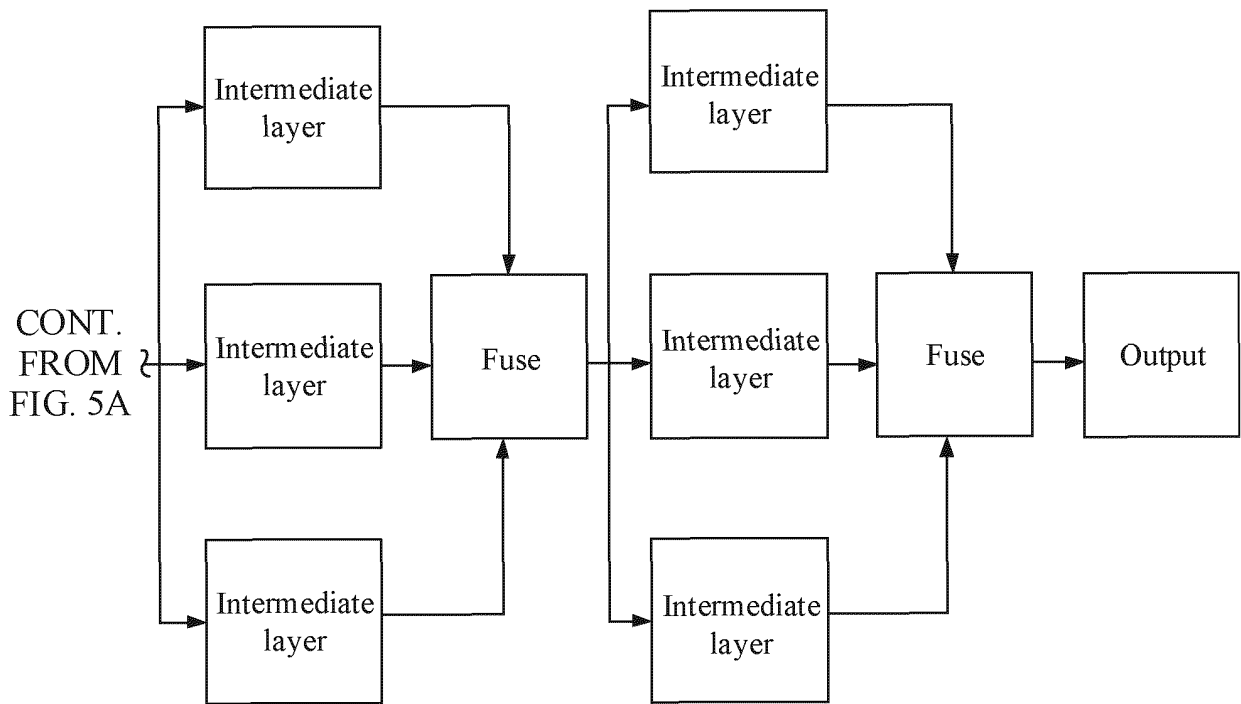 Intermediate
layer
Intermediate
layer
CONT.
FROM
FIG. 5A
Intermediate
layer
Fuse
Intermediate
layer
Fuse
Output
Intermediate
layer
Intermediate
layer